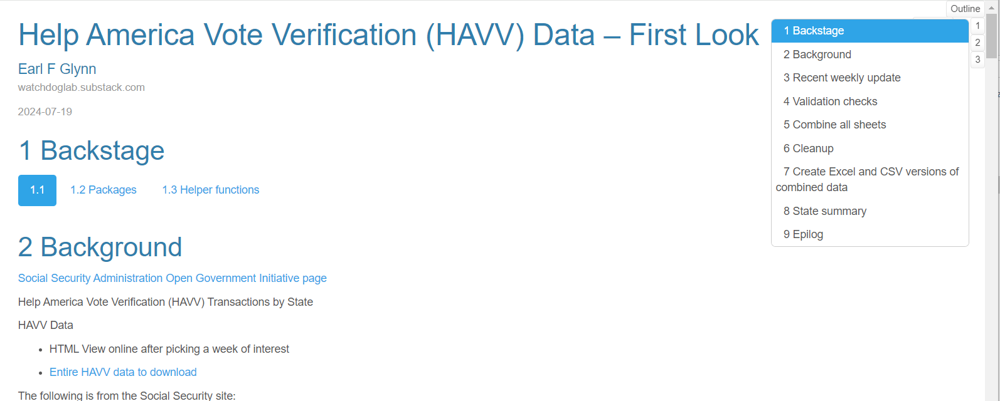 Outline
Help America Vote Verification (HAVV) Data – First Look
1 Backstage
1
2 Background
2
3 Recent weekly update
3
4 Validation checks
5 Combine all sheets
6 Cleanup
7 Create Excel and CSV versions of
combined data
8 State summary
9 Epilog
Earl F Glynn
watchdoglab.substack.com
2024-07-19
1 Backstage
1.1 1.2 Packages 1.3 Helper functions
2 Background
Social Security Administration Open Government Initiative page
Help America Vote Verification (HAVV) Transactions by State
HAVV Data
• HTML View online after picking a week of interest
• Entire HAVV data to download
The following is from the Social Security site: